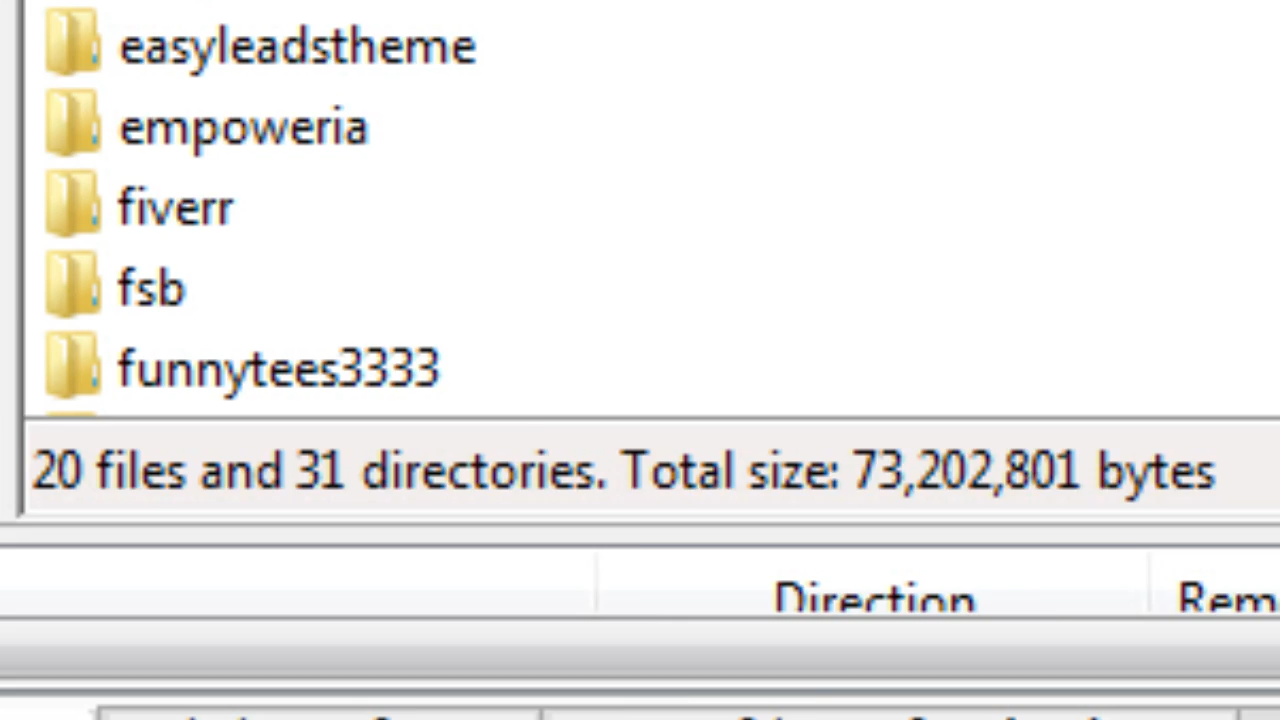 easyleadstheme
empoweria
fiverr
fsb
funnytees3333
20 files and 31 directories. Total size: 73,202,801 bytes
Direction